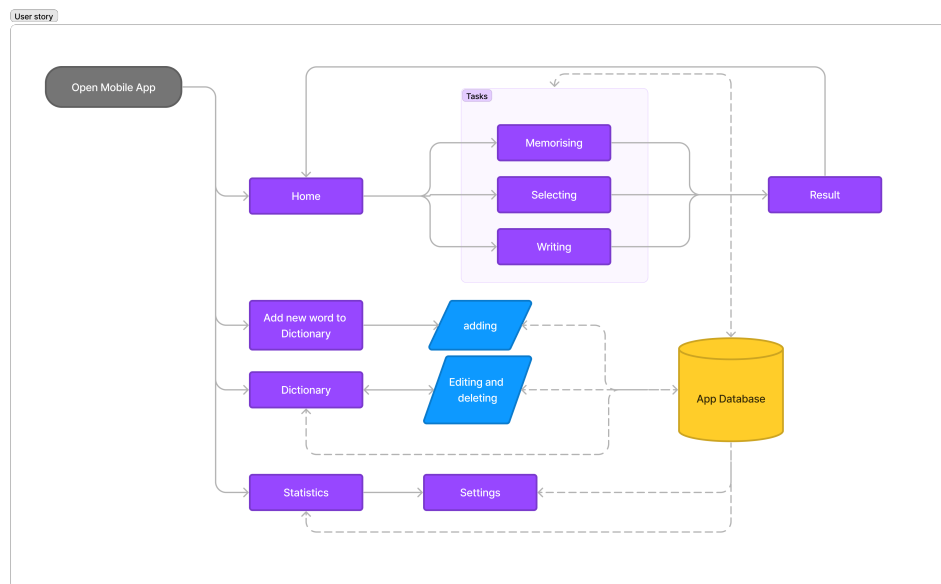 User story
Open Mobile App
Tasks
Memorising
Home
Selecting
Result
Writing
Add new word to
Dictionary
adding
Dictionary
Editing and
deleting
App Database
Statistics
Settings